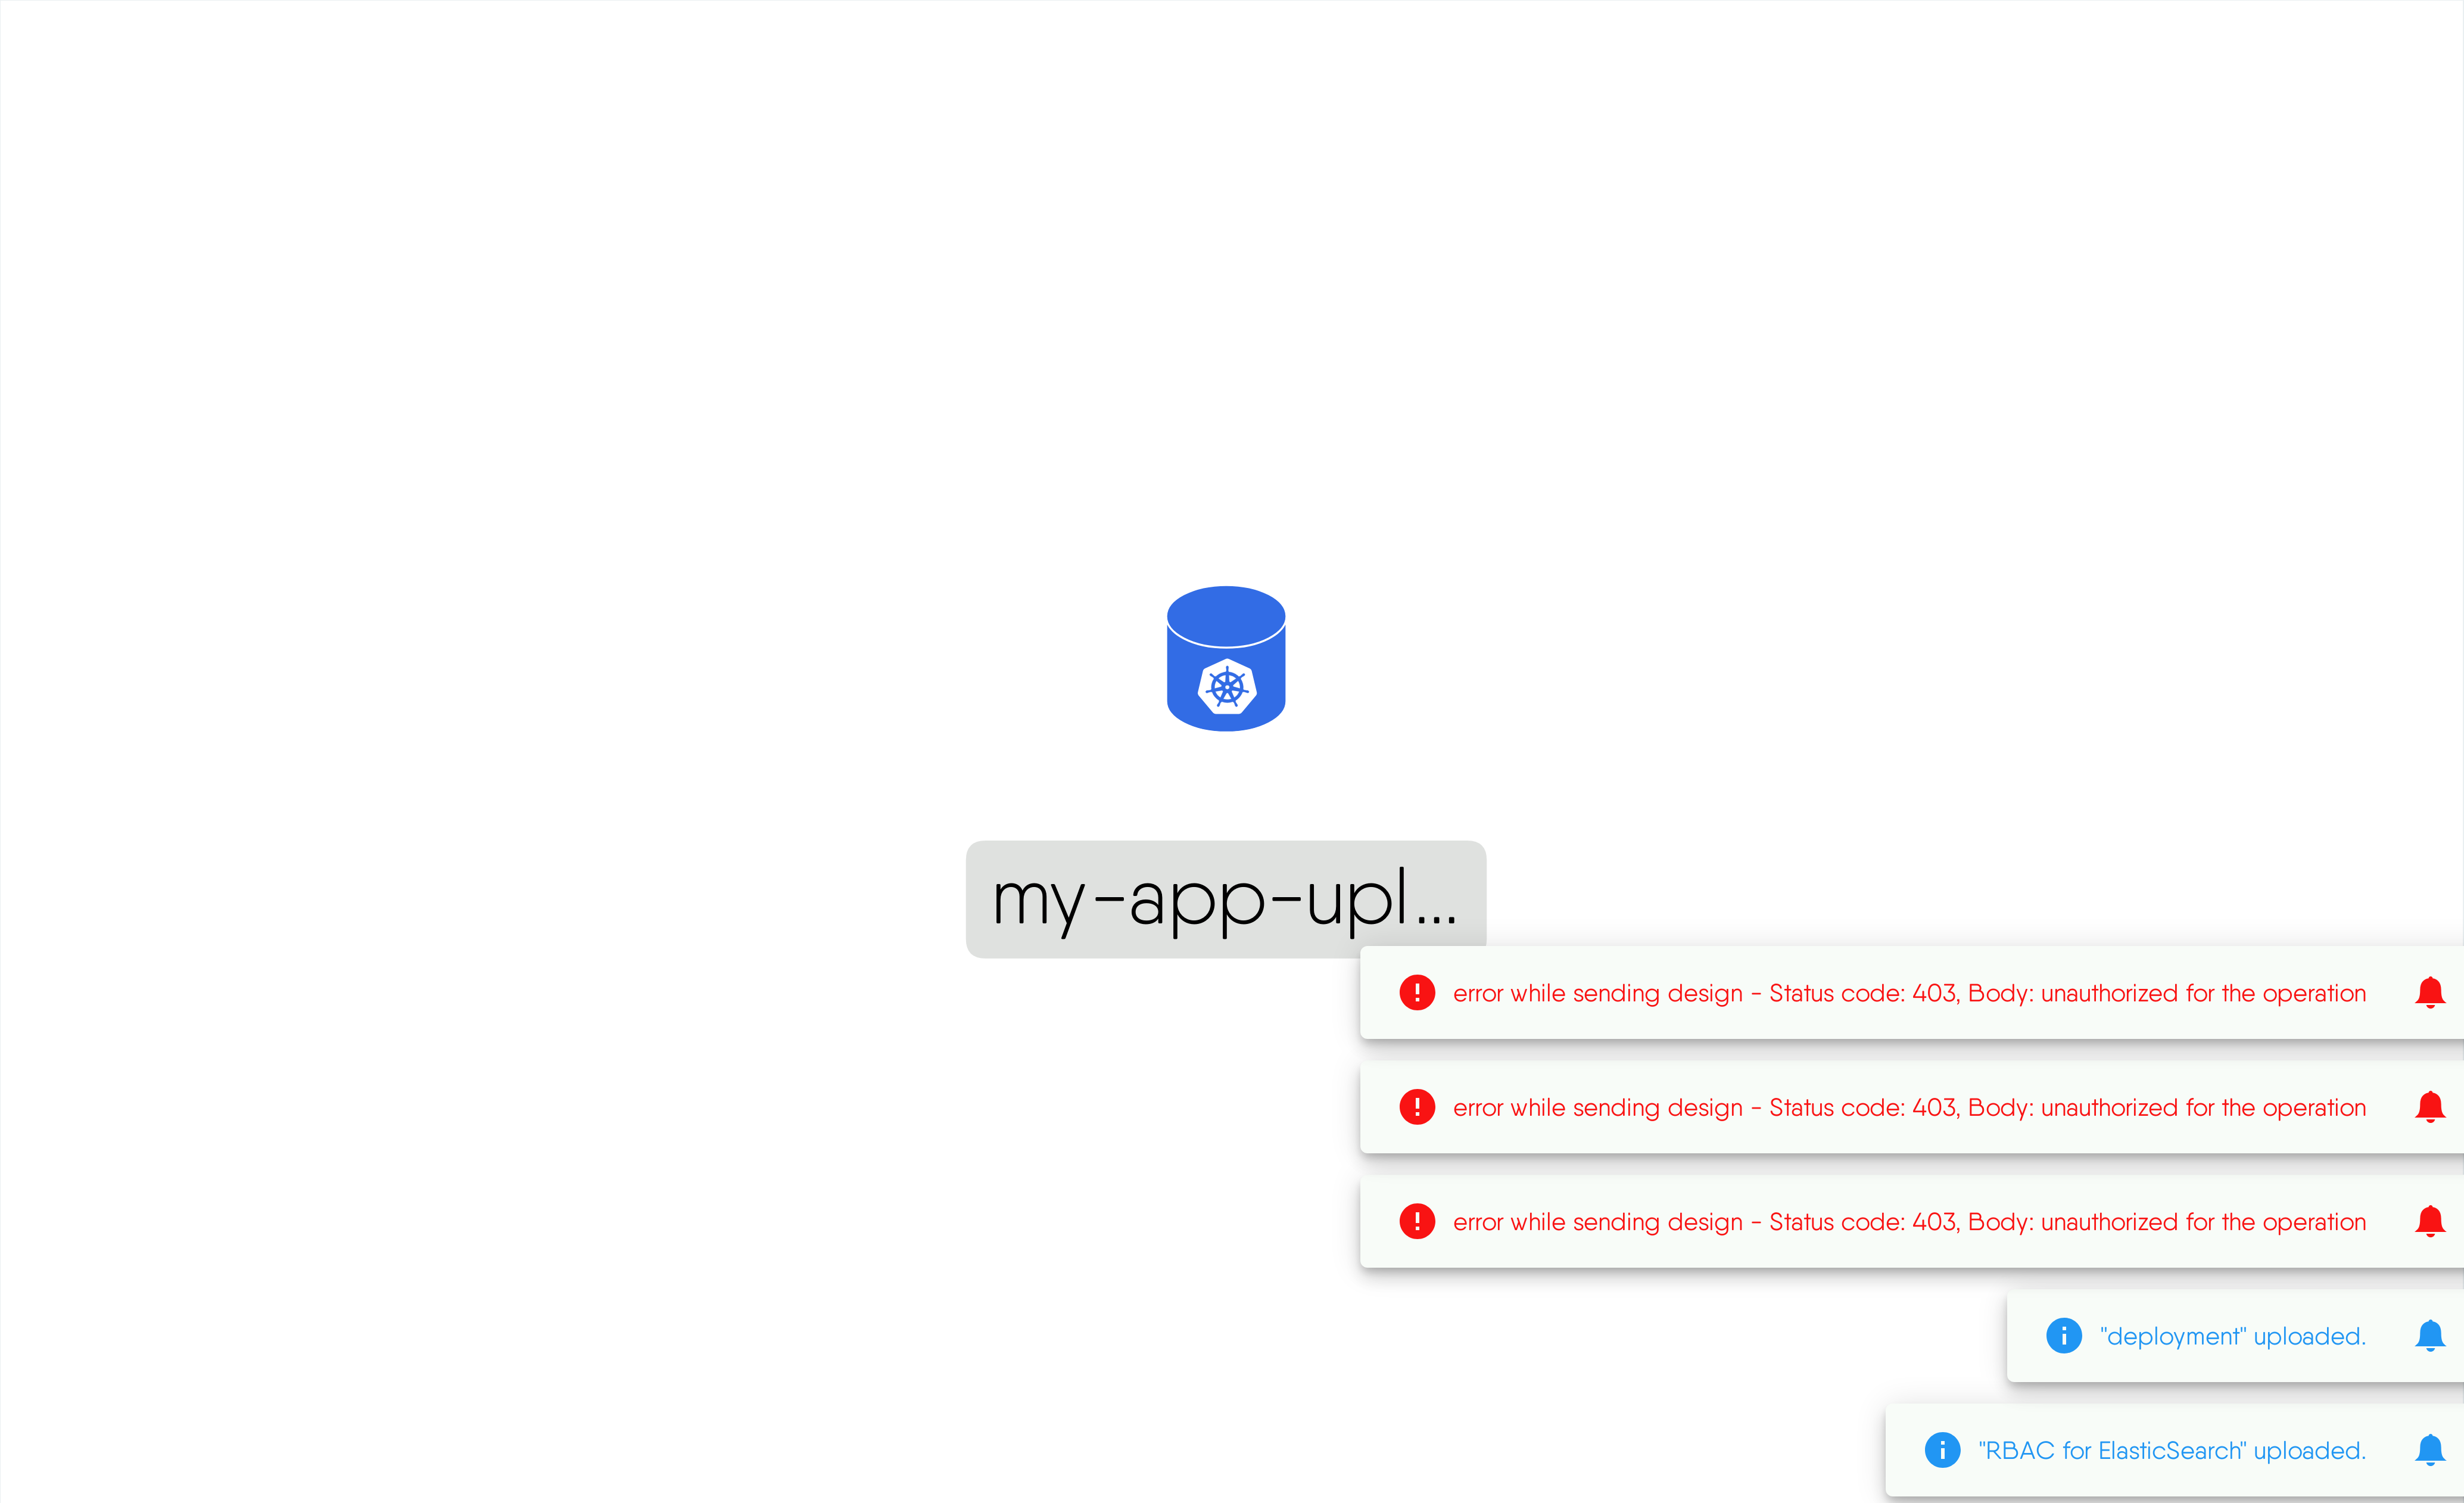 my-app-upl...
error while sending design - Status code: 403, Body: unauthorized for the operation
error while sending design - Status code: 403, Body: unauthorized for the operation
error while sending design - Status code: 403, Body: unauthorized for the operation
"deployment" uploaded.
"RBAC for ElasticSearch" uploaded.